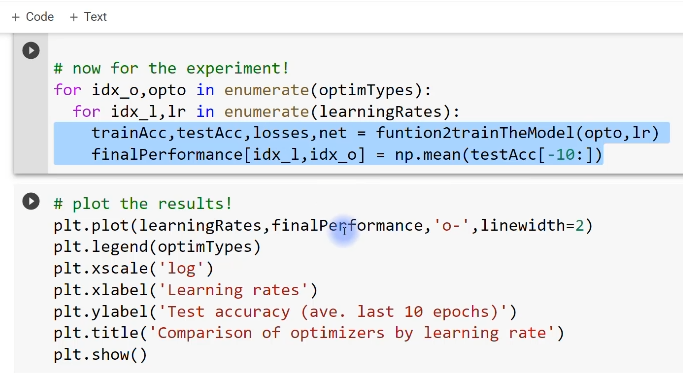 + Code + Text
# now for the experiment!
for idx_o,opto in enumerate(optimTypes):
  for idx_l,lr in enumerate(learningRates):
    trainAcc,testAcc,losses,net = funtion2trainTheModel(opto,lr)
    finalPerformance[idx_l,idx_o] = np.mean(testAcc[-10:])
# plot the results!
plt.plot(learningRates,finalPerformance,'o-',linewidth=2)
plt.legend(optimTypes)
plt.xscale('log')
plt.xlabel('Learning rates')
plt.ylabel('Test accuracy (ave. last 10 epochs)')
plt.title('Comparison of optimizers by learning rate')
plt.show()